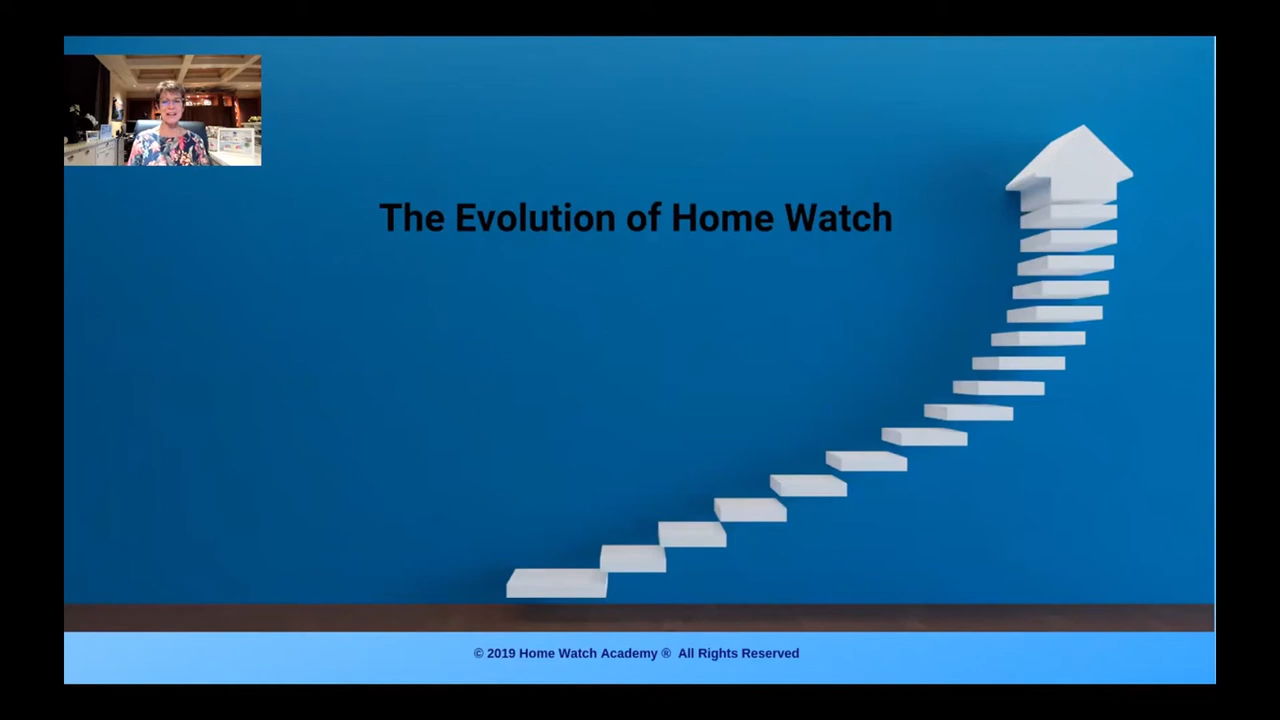 The Evolution of Home Watch
© 2019 Home Watch Academy ® All Rights Reserved